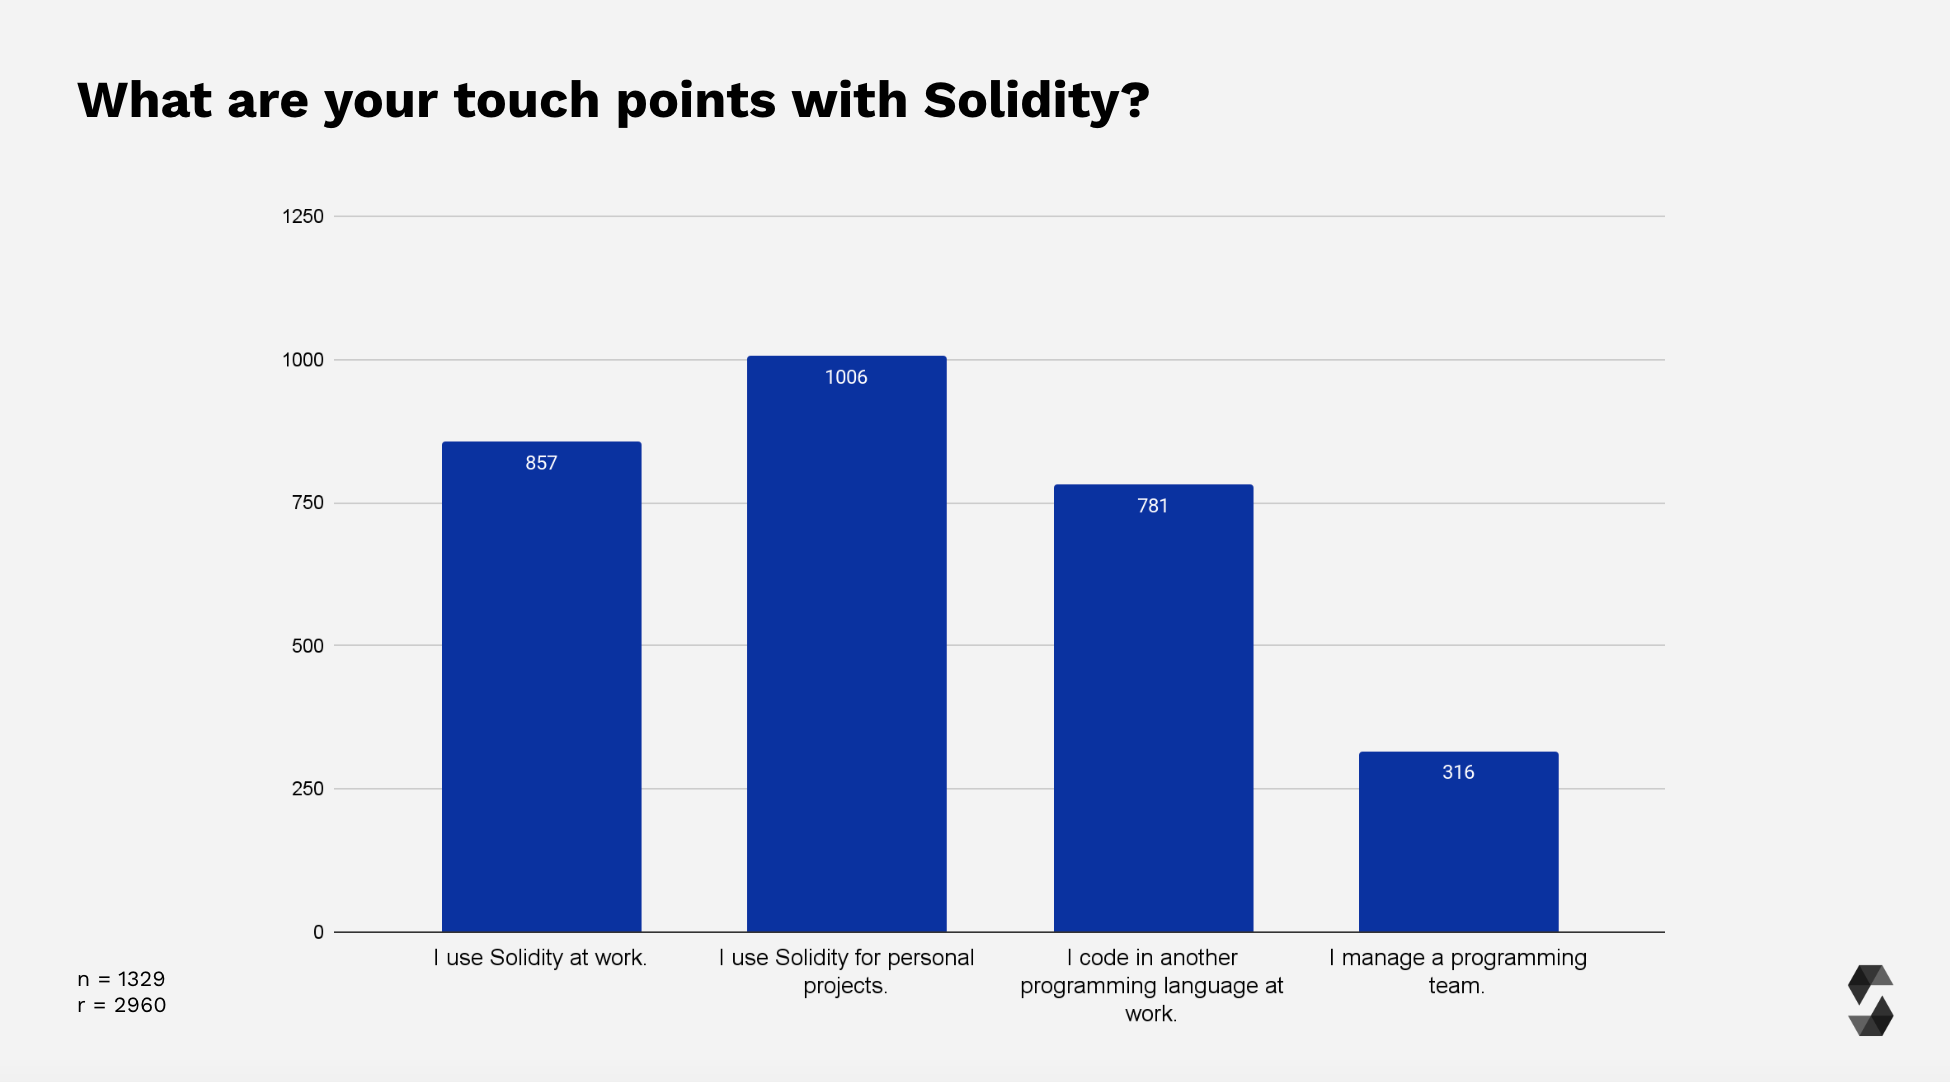 What are your touch points with Solidity?
1250
1000
750
500
250
0
857
1006
781
316
I use Solidity at work.
I use Solidity for personal
projects.
I code in another
programming language at
work.
I manage a programming
team.
n = 1329
r = 2960